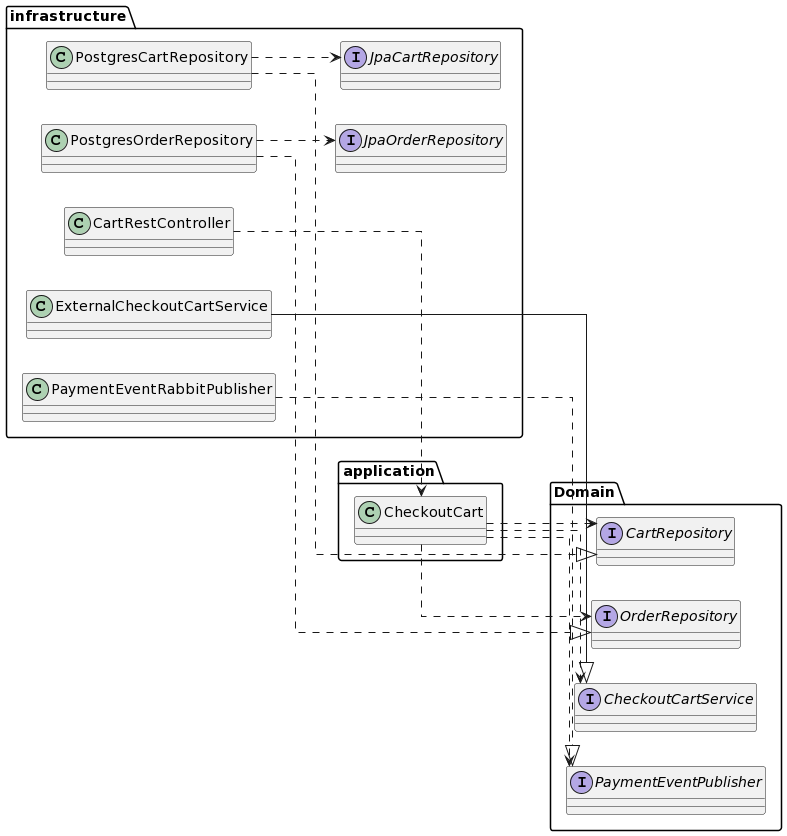 infrastructure
C PostgresCartRepository
I JpaCartRepository
C PostgresOrderRepository
I JpaOrderRepository
C CartRestController
C ExternalCheckoutCartService
C PaymentEventRabbitPublisher
application
C CheckoutCart
Domain
I CartRepository
I OrderRepository
I CheckoutCartService
I PaymentEventPublisher